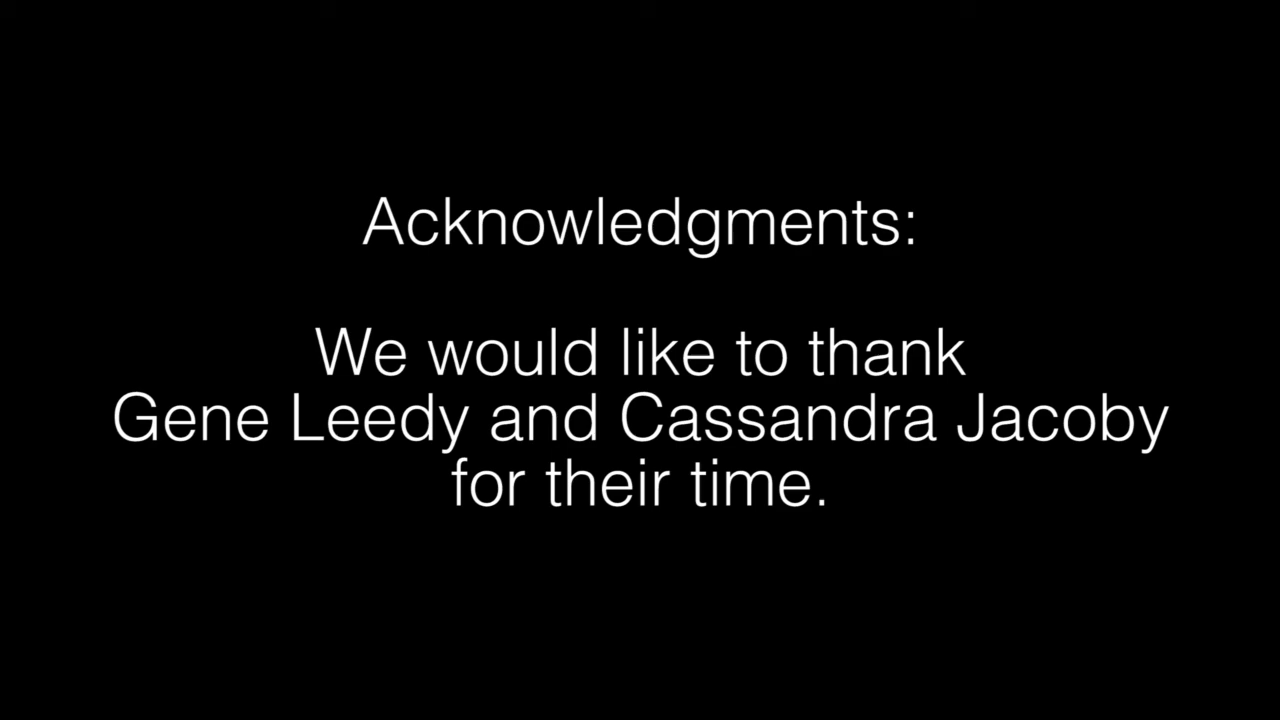 Acknowledgments:
We would like to thank
Gene Leedy and Cassandra Jacoby
for their time.